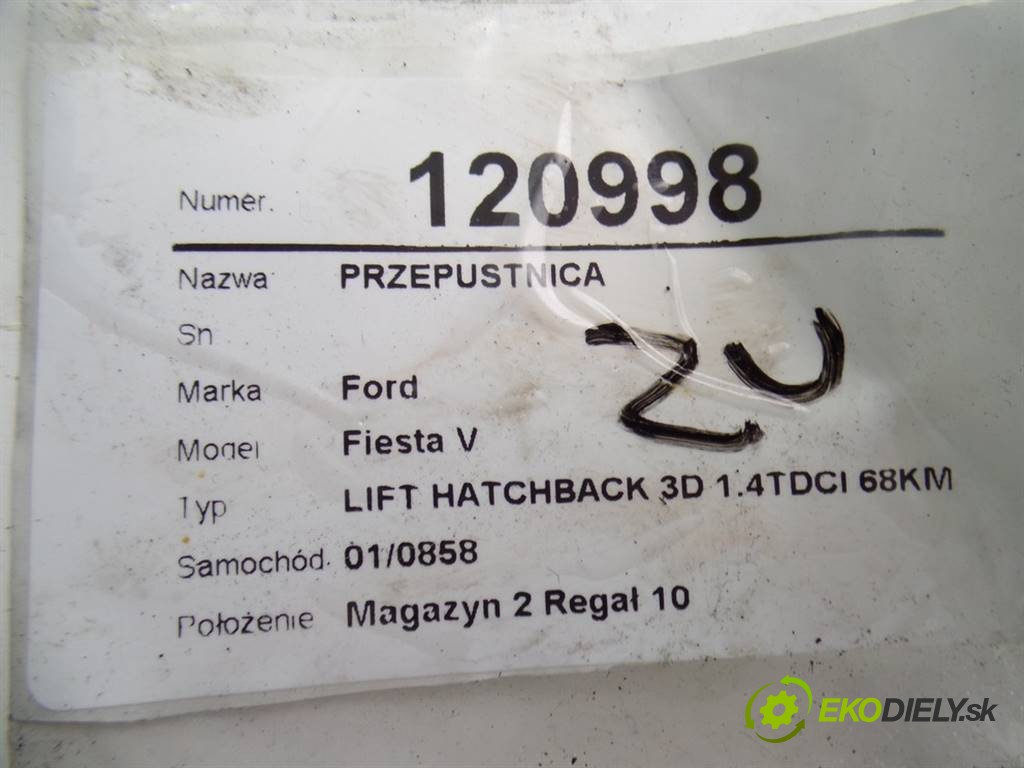 Numer. 120998
Nazwa PRZEPUSTNICA
Sn
Marka Ford
Model Fiesta V
Typ LIFT HATCHBACK 3D 1.4TDCI 68KM
Samochód. 01/0858
Położenie Magazyn 2 Regał 10
ZU
EKODIELY.sk